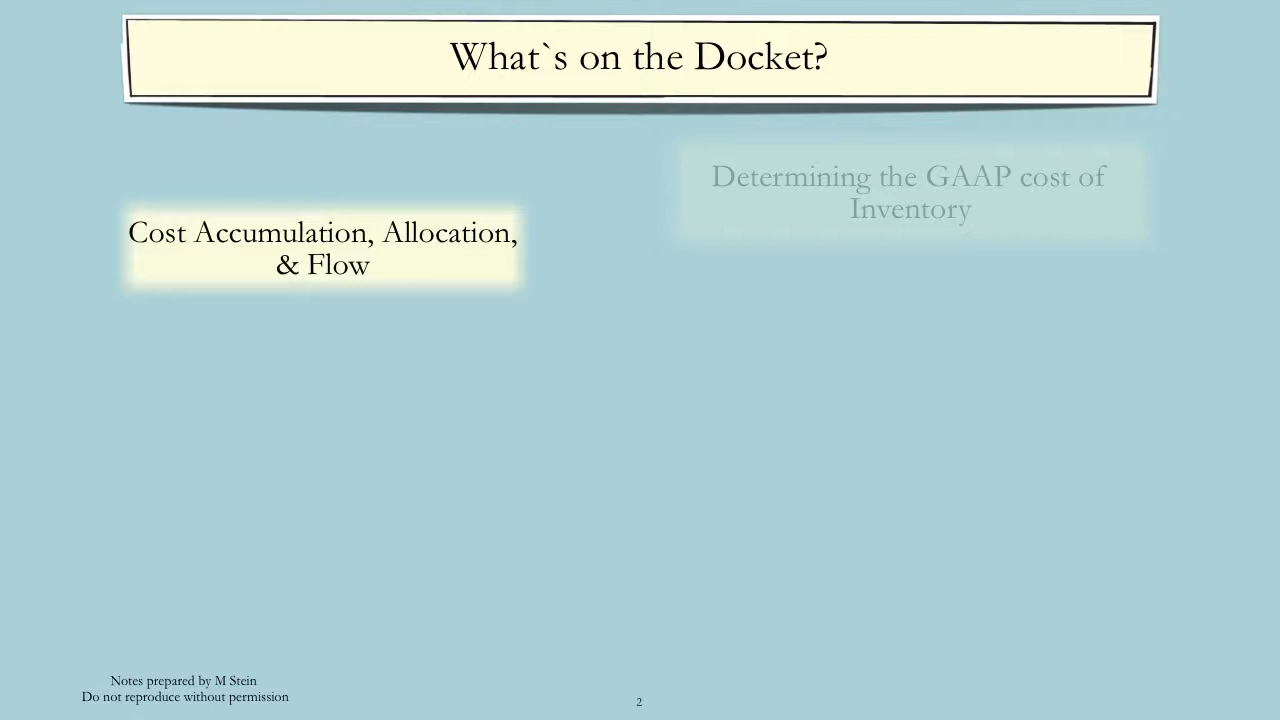 What`s on the Docket?
Determining the GAAP cost of
Inventory
Cost Accumulation, Allocation,
& Flow
Notes prepared by M Stein
Do not reproduce without permission
2